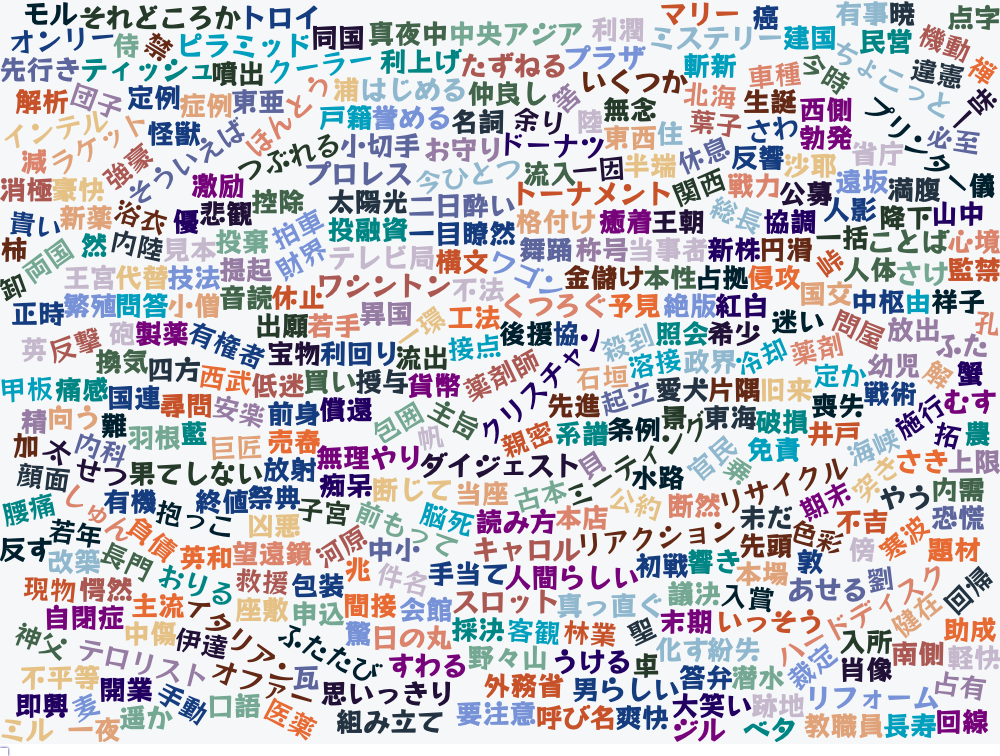 モル それどころか トロイ マリー 癌 有事 暁 点字
オンリー 侍 禁 ピラミッド 同国 真夜中 中央アジア 利潤 ミステリー 建国 民営 機動
先行き ティッシュ 噴出 クーラー 利上げ たずねる プラザ いくつか 斬新 車種 今時 ちょこっと 違憲 禅
解析 団子 定例 症例 東亜 ほんとう 浦 はじめる 仲良し 筈 無念 北海 生誕 西側 プリンター 昔
インテル ラケット 怪獣 そういえば 戸籍 誉める 名詞 余り 陸 東西 住 葉子 さわ 勃発 必至
減 強豪 つぶれる 小切手 お守り ドーナツ 一因 半端 休息 反響 沙耶 省庁
消極 豪快 激励 控除 プロレス 今ひとつ 流入 トーナメント 関西 戦力 公募 遠坂 満腹 儀
貴い 新薬 浴衣 優 悲観 拍車 太陽光 二日酔い 格付け 癒着 王朝 総長 協調 人影 降下 山中
柿 両国 然 内陸 見本 投棄 投融資 一目瞭然 舞踊 称号 当事者 新株 円滑 一括 ことば 心境
卸 王宮 代替 技法 提起 財界 テレビ局 横文 ワゴン 金儲け 本性 占拠 侵攻 峠 人体 さけ 監禁
正時 繁殖 問答 小僧 音読 休止 ワシントン 不法 くつろぐ 予見 絶版 紅白 国交 中枢 由 祥子
英 反撃 砲 製薬 有権者 出願 若手 異国 一環 工法 後援 協 殺到 照会 希少 迷い 問屋 放出 ふた 孔
換気 四方 宝物 利回り 流出 接点 薬剤師 クリスチャン 石垣 溶接 政界 冷却 薬剤 幼児 解 蟹
甲板 痛感 国連 西武 低迷 買い 授与 貨幣 先進 起立 愛犬 片隅 旧来 定か 戦術 むす
精 向う 難 尋問 安楽 前身 償還 包囲 主旨 親密 系譜 条例 景 東海 破損 喪失 施行 拓 農
加 木 内科 羽根 藍 巨匠 売春 無理やり 帆 ダイジェスト 貝 ニーティング 官民 乗 免責 井戸 海峡 さき 上限
顔面 せつ 果てしない 放射 痴呆 断じて 当座 古本 水路 リサイクル 突き 内需
腰痛 しゅん 有機 抱っこ 終値 祭典 子宮 前もって 脳死 読み方 本店 公約 断然 未だ 期末 やう 恐慌
反す 若年 負債 凶悪 河原 中小 キャロル リアクション 先頭 色彩 不吉 寒波
改築 長門 英和 望遠鏡 兆 件名 手当て 人間らしい 初戦 響き 本場 敦 傍 題材
現物 愕然 おりる 救援 包装 間接 会館 スロット 真っ直ぐ 議決 入賞 あせる 劉 ハードディスク 回帰
自閉症 主流 イタリアン 座敷 申込 驚 日の丸 採決 客観 林業 聖 末期 いっそう 健在 助成
神父 テロリスト 中傷 伊達 ふたたび すわる 野々山 うける 卓 化す 紛失 裁定 入所 南側 軽快
不平等 オファー 瓦 思いっきり 外務省 男らしい 答弁 潜水 肖像 占有
即興 麦 開業 手動 口語 医薬 組み立て 要注意 呼び名 爽快 大笑い 跡地 リフォーム
ミル 一夜 遥か ジル ベタ 教職員 長寿 回線